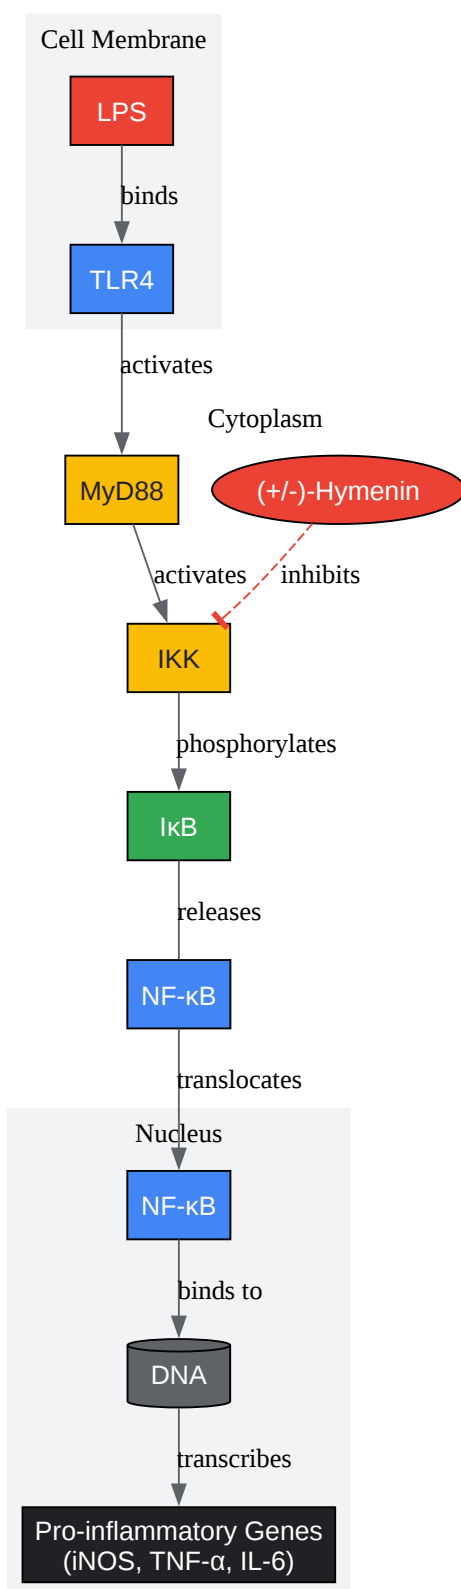 Cell Membrane
LPS
binds
TLR4
activates
Cytoplasm
MyD88
(+/-)-Hymenin
activates
inhibits
IKK
phosphorylates
IκB
releases
NF-κB
translocates
Nucleus
NF-κB
binds to
DNA
transcribes
Pro-inflammatory Genes
(iNOS, TNF-α, IL-6)